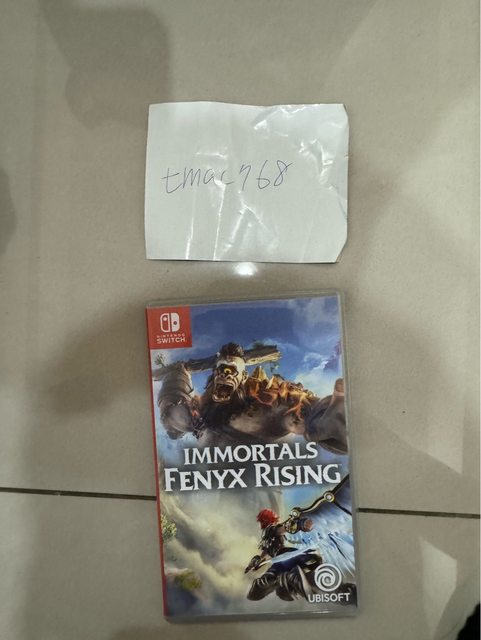 tmac768
NINTENDO
SWITCH
IMMORTALS
FENYX RISING
UBISOFT